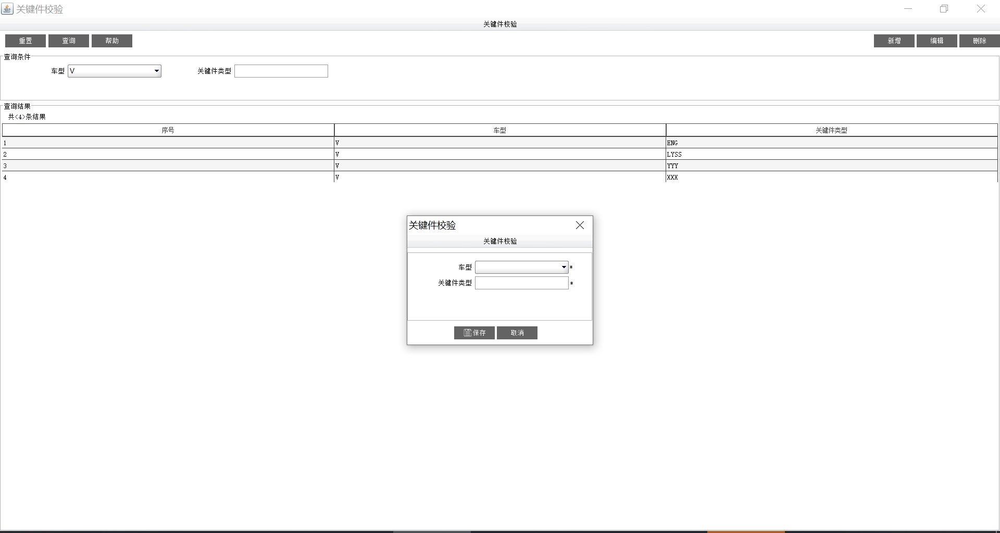 关键件校验
关键件校验
重置 查询 帮助 新增 编辑 删除
查询条件
车型 V 关键件类型
查询结果
共<4>条结果
序号 车型 关键件类型
1 V ENG
2 V LYSS
3 V YYY
4 V XXX
关键件校验
关键件校验
车型 *
关键件类型 *
保存 取消